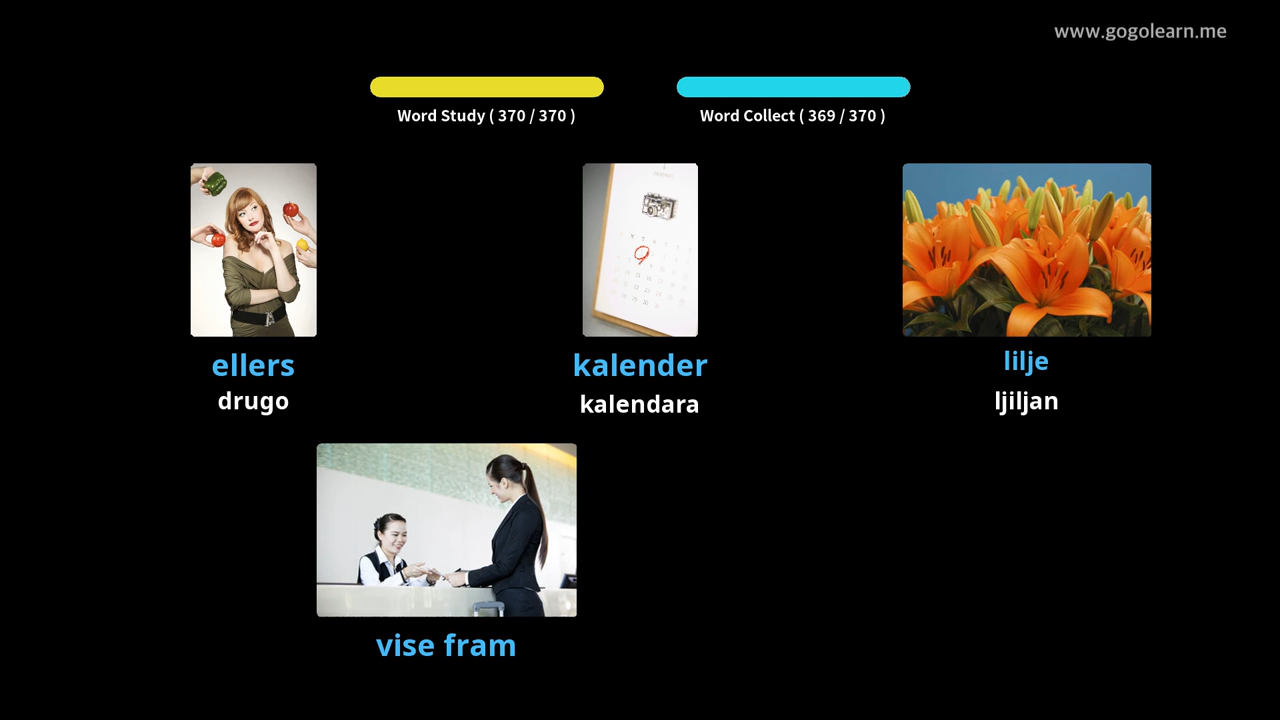 www.gogolearn.me
Word Study ( 370 / 370 )
Word Collect ( 369 / 370 )
ellers
drugo
kalender
kalendara
lilje
ljiljan
vise fram